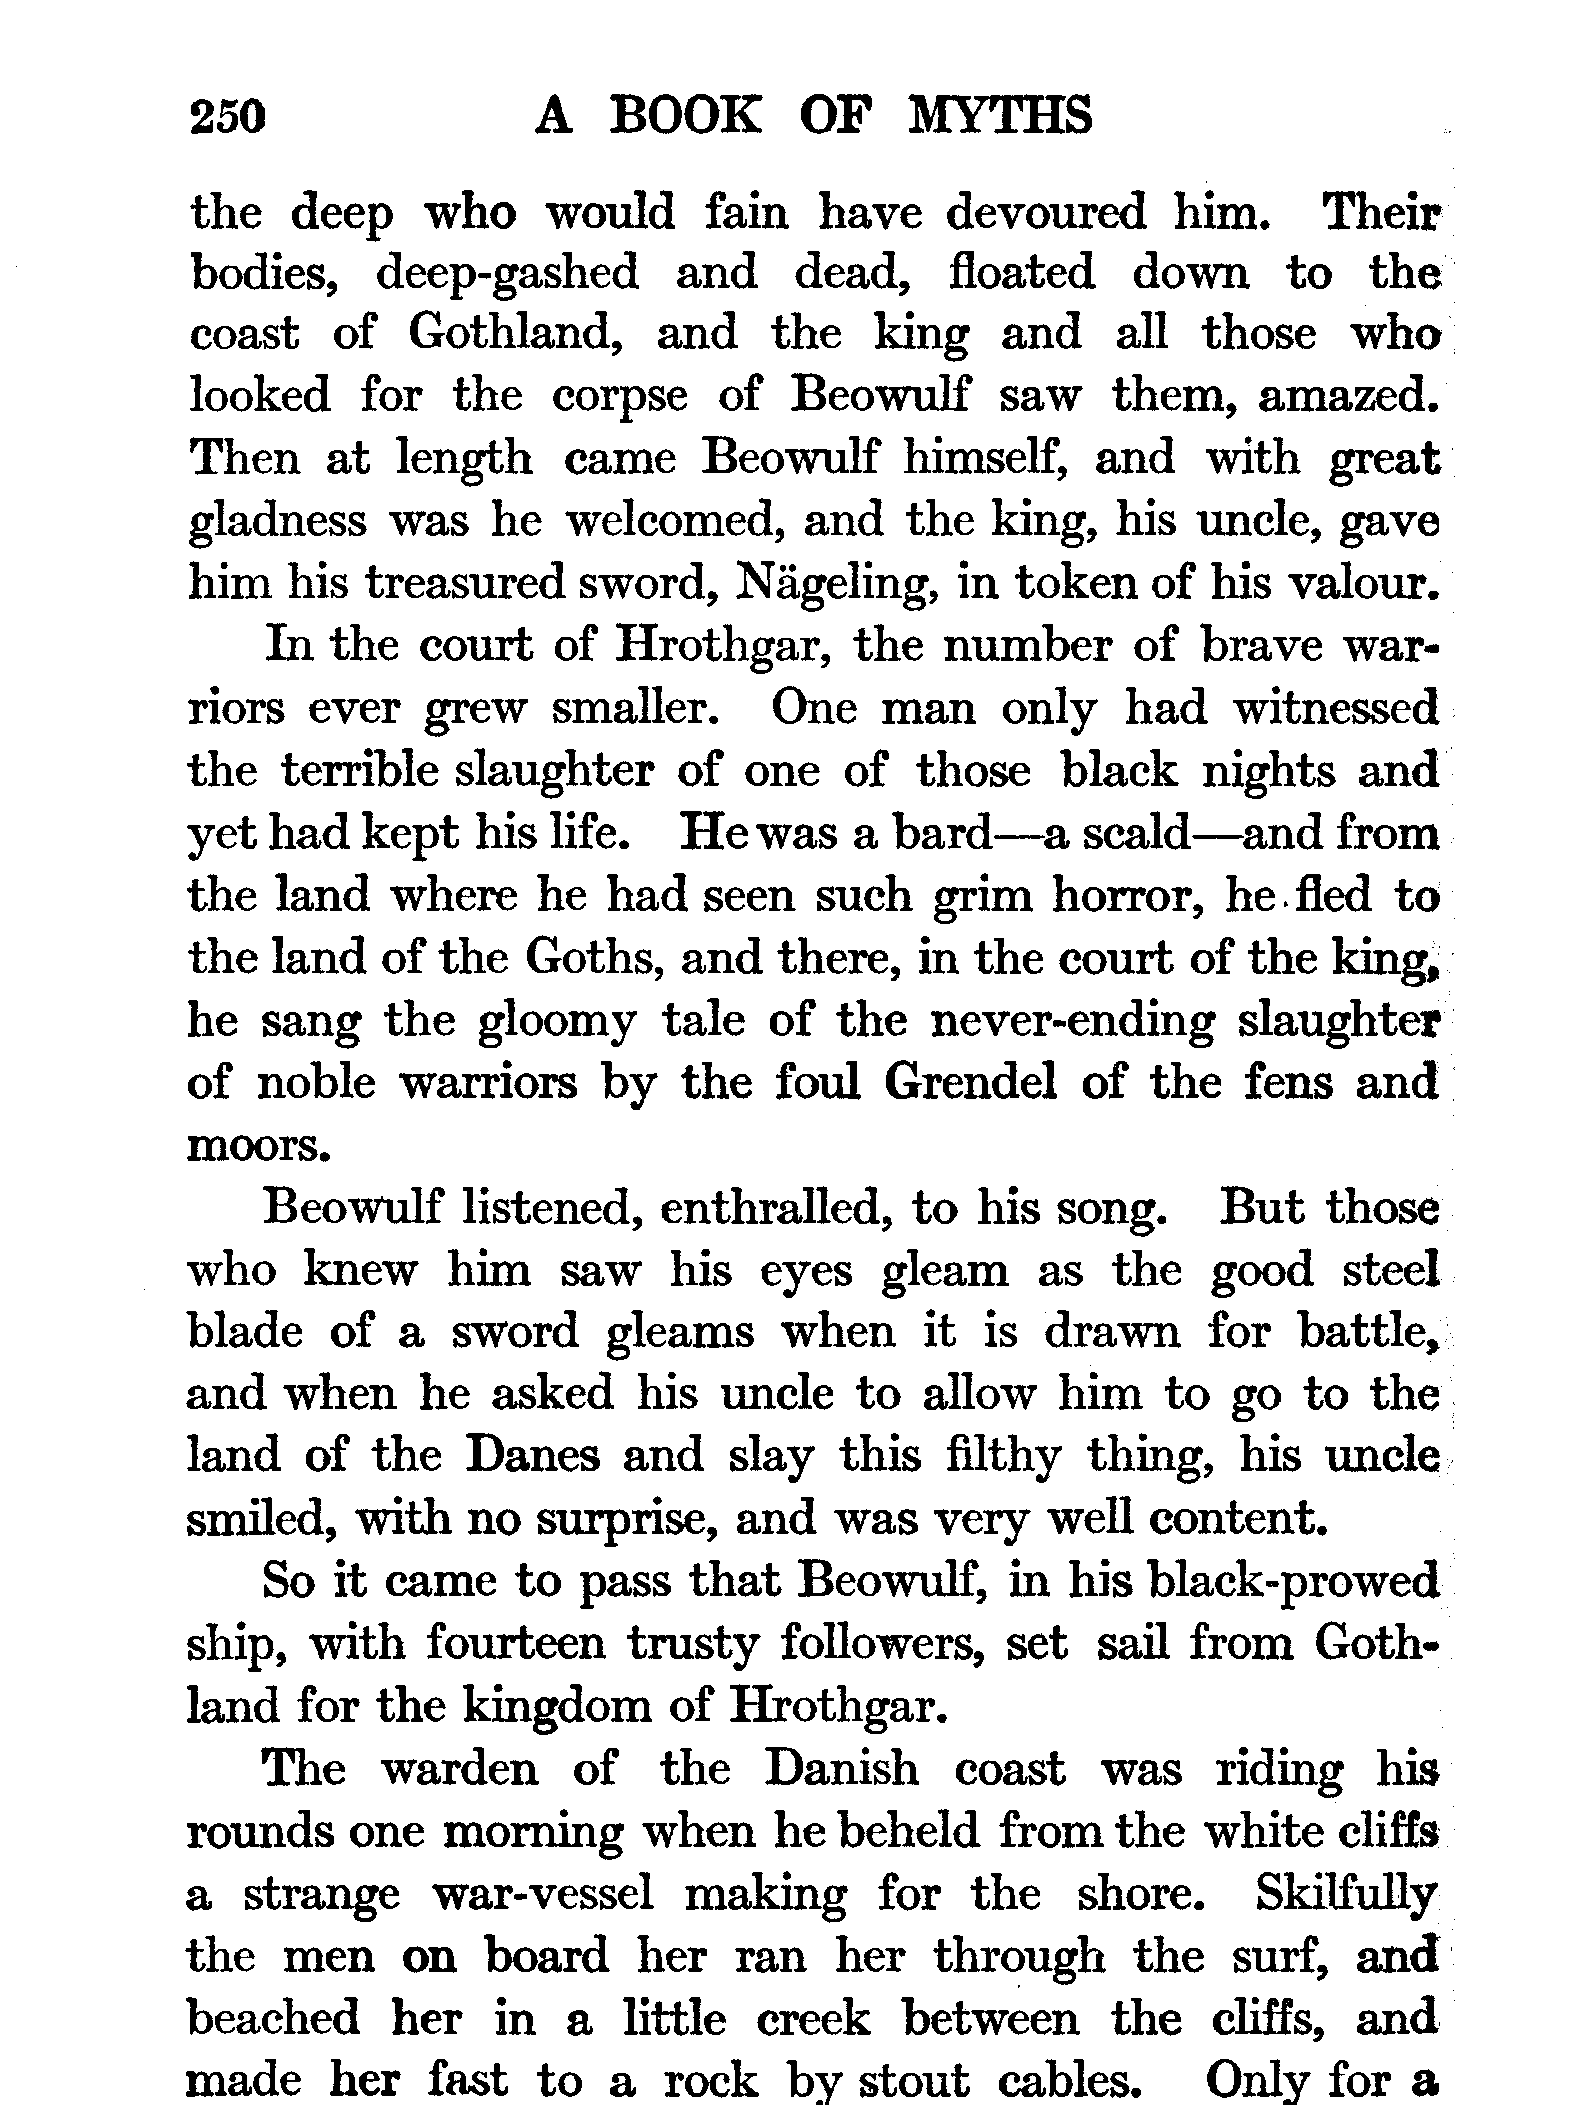 250 A BOOK OF MYTHS
the deep who would fain have devoured him. Their
bodies, deep-gashed and dead, floated down to the
coast of Gothland, and the king and all those who
looked for the corpse of Beowulf saw them, amazed.
Then at length came Beowulf himself, and with great
gladness was he welcomed, and the king, his uncle, gave
him his treasured sword, Nägeling, in token of his valour.
In the court of Hrothgar, the number of brave war-
riors ever grew smaller. One man only had witnessed
the terrible slaughter of one of those black nights and
yet had kept his life. He was a bard—a scald—and from
the land where he had seen such grim horror, he fled to
the land of the Goths, and there, in the court of the king,
he sang the gloomy tale of the never-ending slaughter
of noble warriors by the foul Grendel of the fens and
moors.
Beowulf listened, enthralled, to his song. But those
who knew him saw his eyes gleam as the good steel
blade of a sword gleams when it is drawn for battle,
and when he asked his uncle to allow him to go to the
land of the Danes and slay this filthy thing, his uncle
smiled, with no surprise, and was very well content.
So it came to pass that Beowulf, in his black-prowed
ship, with fourteen trusty followers, set sail from Goth-
land for the kingdom of Hrothgar.
The warden of the Danish coast was riding his
rounds one morning when he beheld from the white cliffs
a strange war-vessel making for the shore. Skilfully
the men on board her ran her through the surf, and
beached her in a little creek between the cliffs, and
made her fast to a rock by stout cables. Only for a